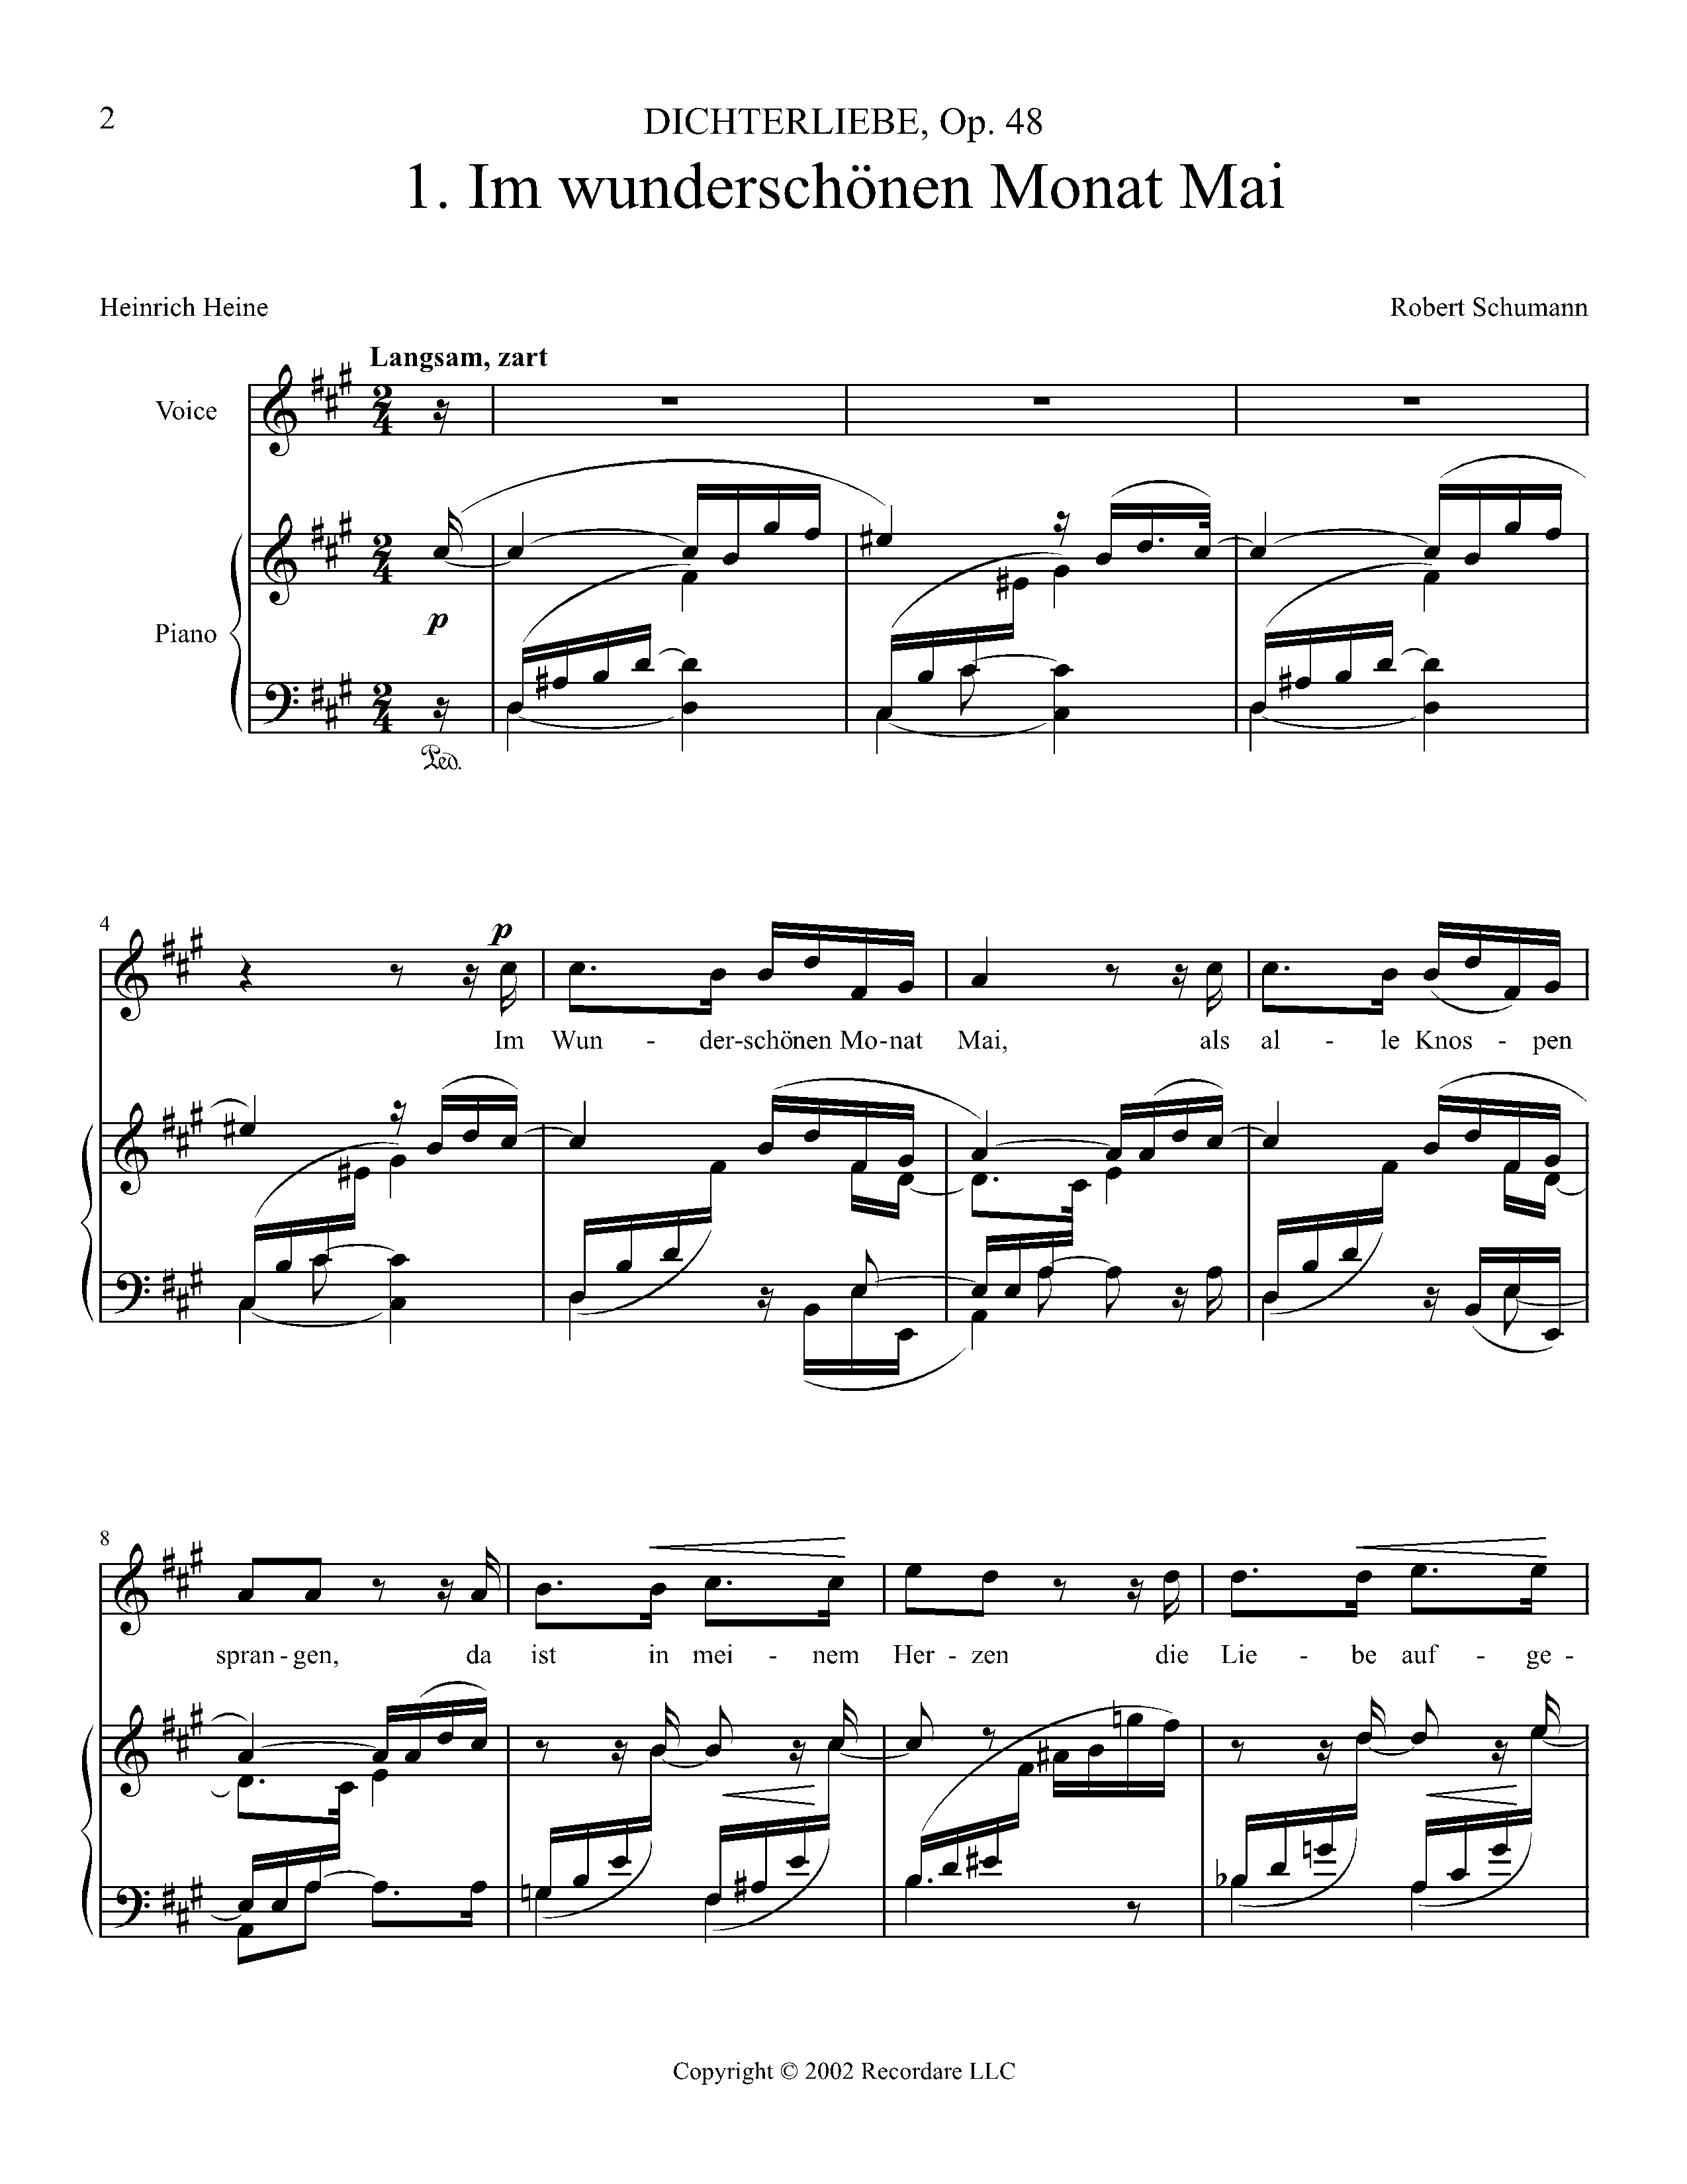 2
DICHTERLIEBE, Op. 48
1. Im wunderschönen Monat Mai
Heinrich Heine
Robert Schumann
Langsam, zart
Voice
Piano
p
Ped.
4
p
Im Wun - der-schönen Mo-nat Mai, als al - le Knos - pen
8
spran - gen, da ist in mei - nem Her - zen die Lie - be auf - ge -
Copyright © 2002 Recordare LLC